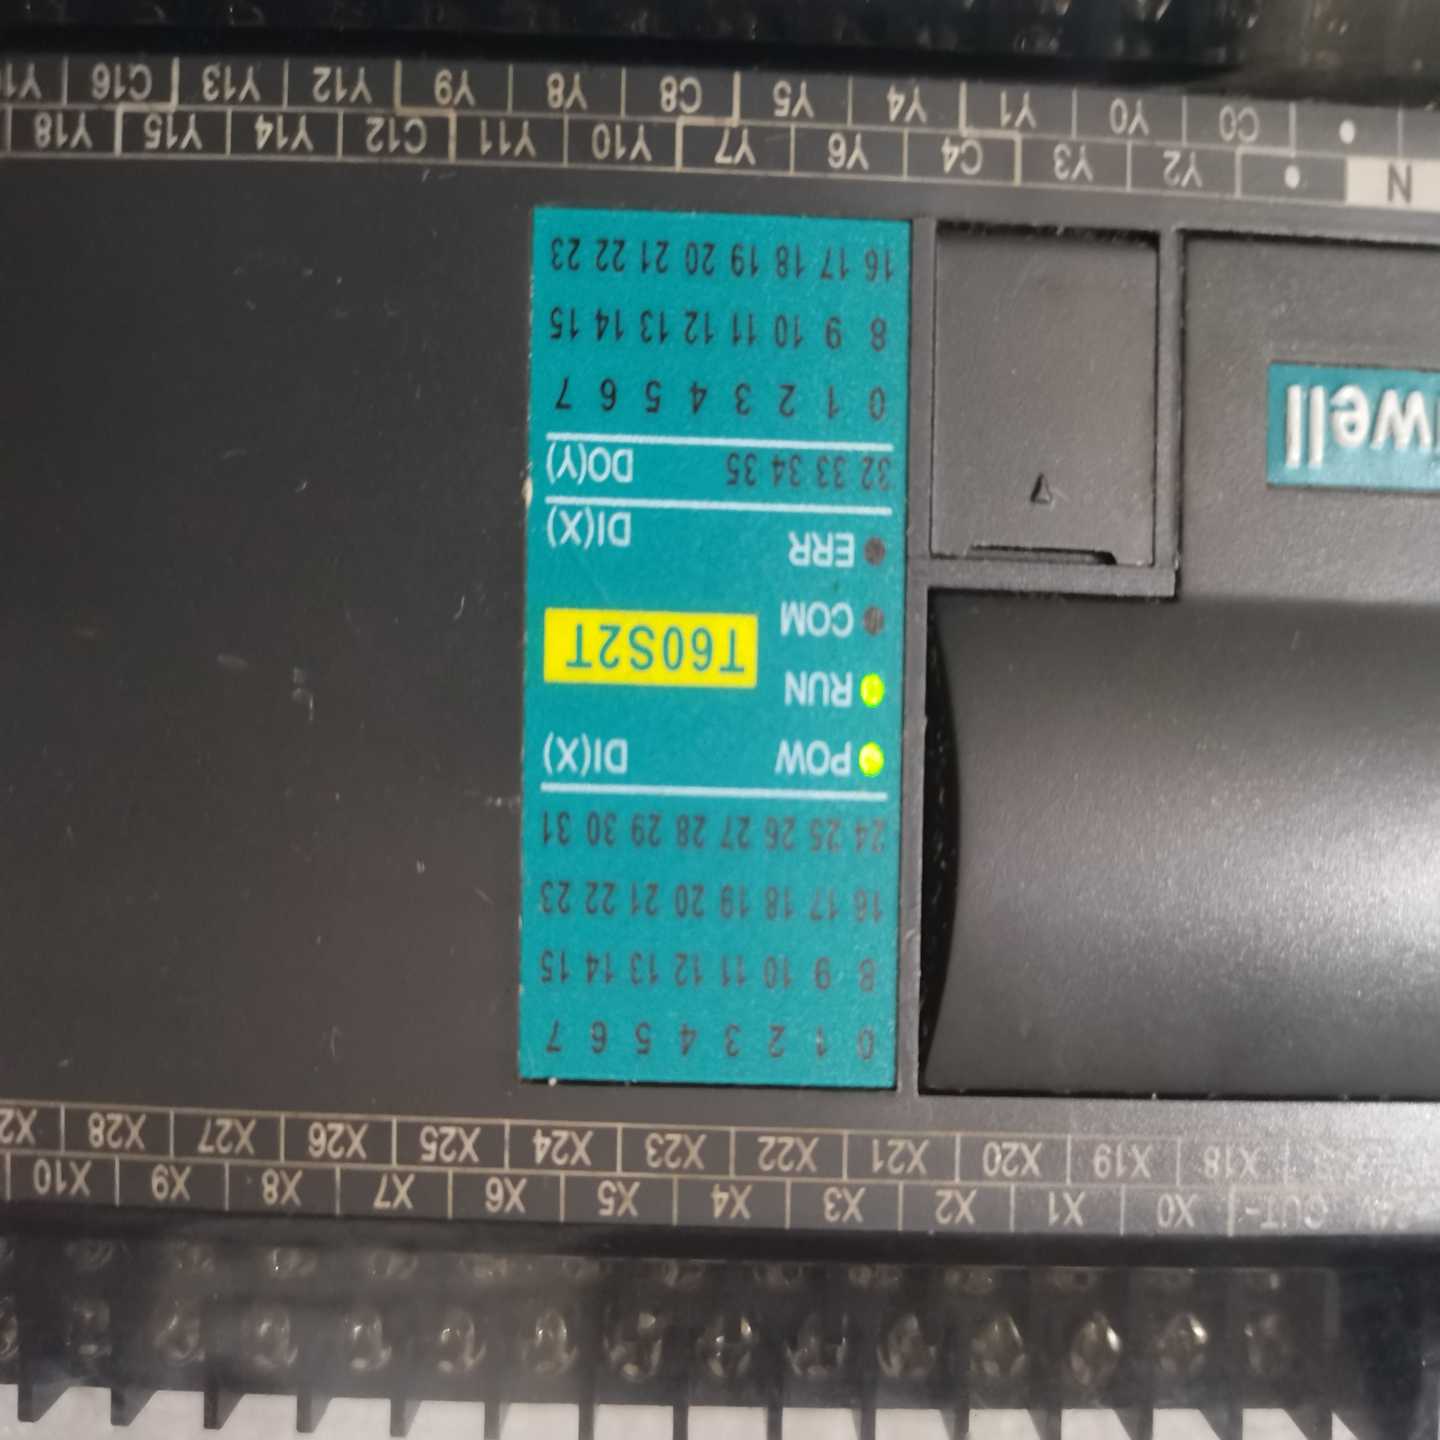 OUT- X0 X1 X2 X3 X4 X5 X6 X7 X8 X9 X10
X18 X19 X20 X21 X22 X23 X24 X25 X26 X27 X28
0 1 2 3 4 5 6 7
8 9 10 11 12 13 14 15
16 17 18 19 20 21 22 23
24 25 26 27 28 29 30 31
POW DI(X)
RUN T60S2T
COM
ERR DI(X)
32 33 34 35 DO(Y)
0 1 2 3 4 5 6 7
8 9 10 11 12 13 14 15
16 17 18 19 20 21 22 23
well
N • Y2 Y3 C4 Y6 Y7 Y10 Y11 C12 Y14 Y15 Y18
• C0 Y0 Y1 Y4 Y5 C8 Y8 Y9 Y12 Y13 C16